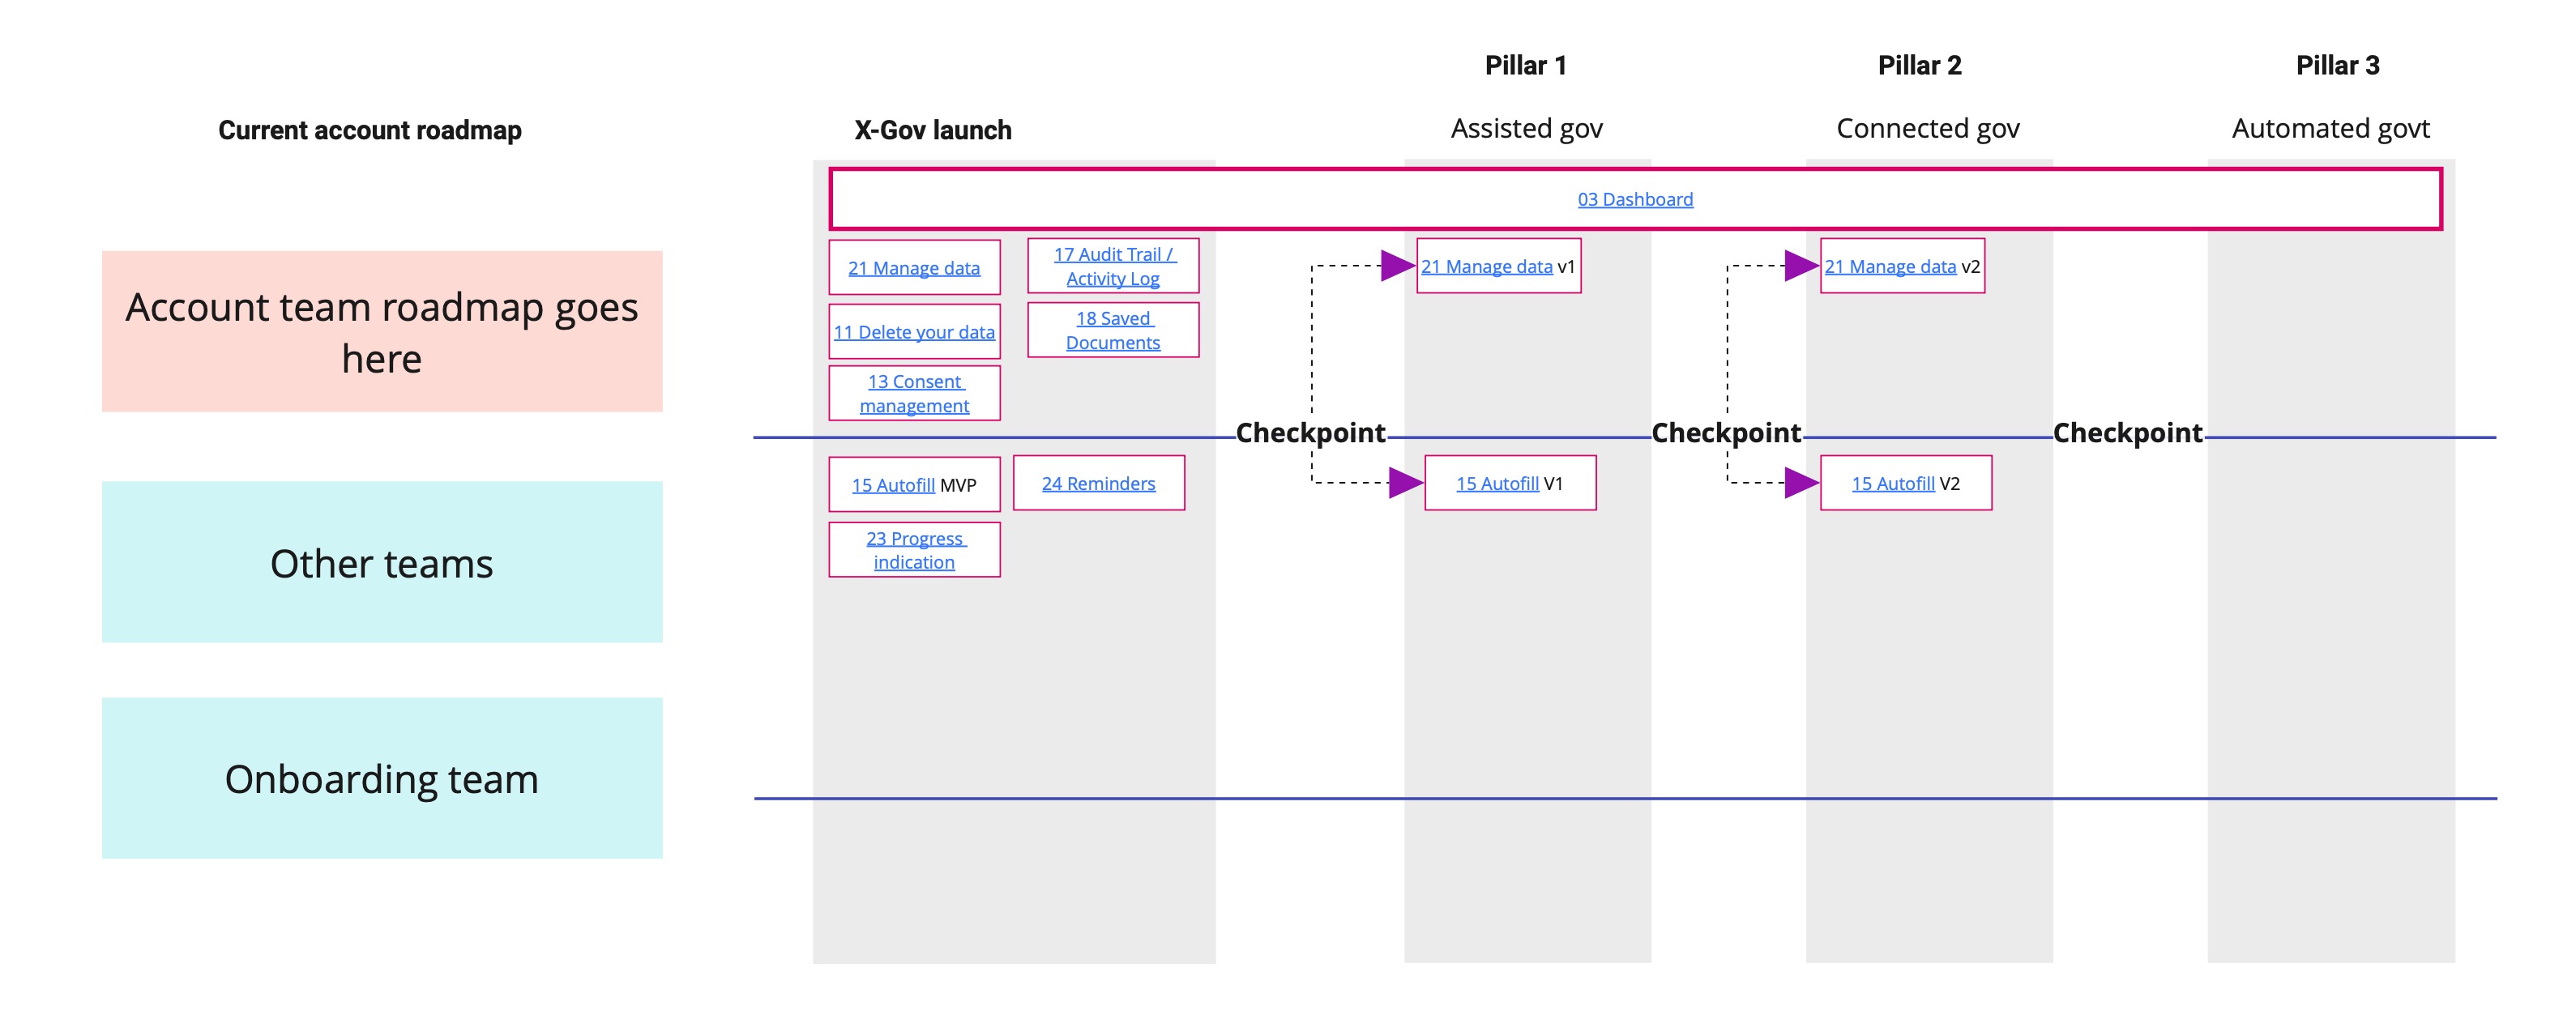 Pillar 1
Pillar 2
Pillar 3
Current account roadmap
X-Gov launch
Assisted gov
Connected gov
Automated govt
03 Dashboard
Account team roadmap goes
here
21 Manage data
17 Audit Trail /
Activity Log
21 Manage data v1
21 Manage data v2
11 Delete your data
18 Saved
Documents
13 Consent
management
Checkpoint
Checkpoint
Checkpoint
Other teams
15 Autofill MVP
24 Reminders
15 Autofill V1
15 Autofill V2
23 Progress
indication
Onboarding team